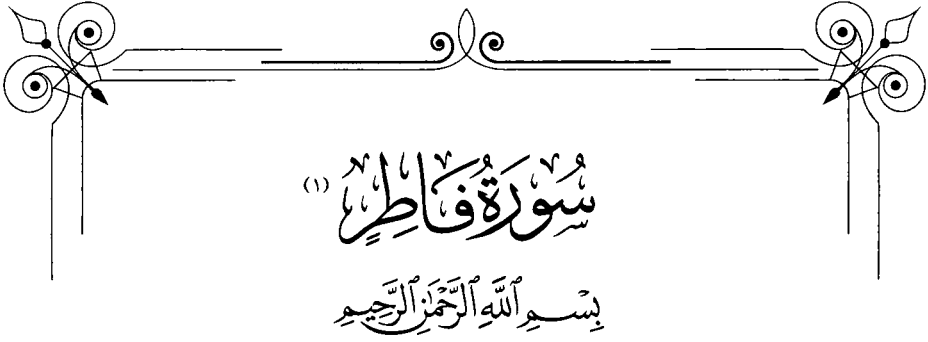 سُورَةُ فَاطِرٍ (١)
بِسْمِ ٱللَّهِ ٱلرَّحْمَٰنِ ٱلرَّحِيمِ